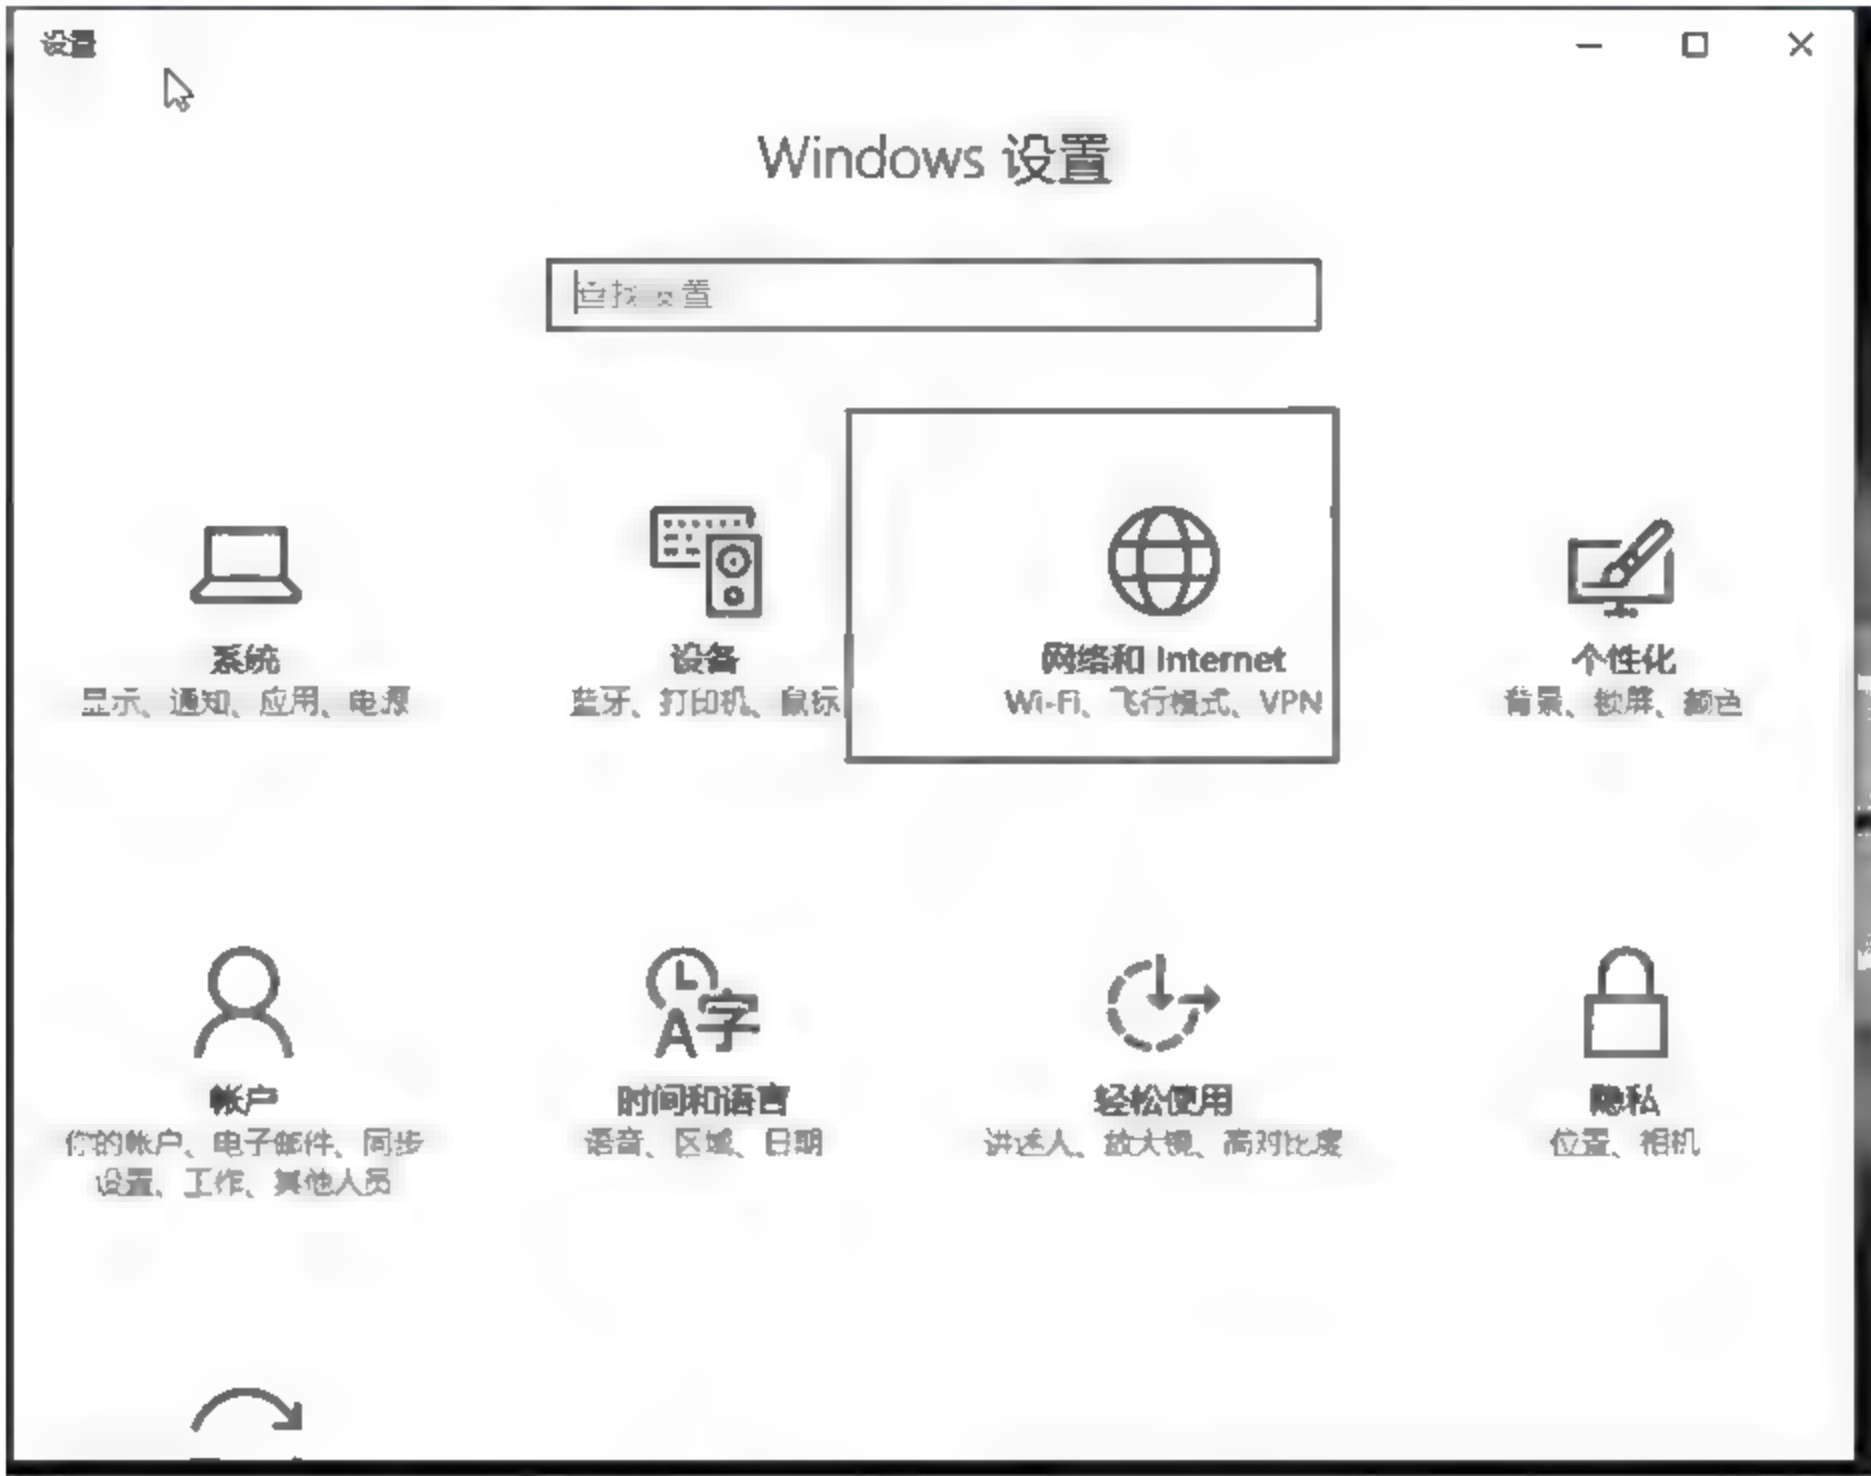 设置
Windows 设置
查找设置
系统
显示、通知、应用、电源
设备
蓝牙、打印机、鼠标
网络和 Internet
Wi-Fi、飞行模式、VPN
个性化
背景、锁屏、颜色
帐户
你的帐户、电子邮件、同步
设置、工作、其他人员
时间和语言
语音、区域、日期
轻松使用
讲述人、放大镜、高对比度
隐私
位置、相机